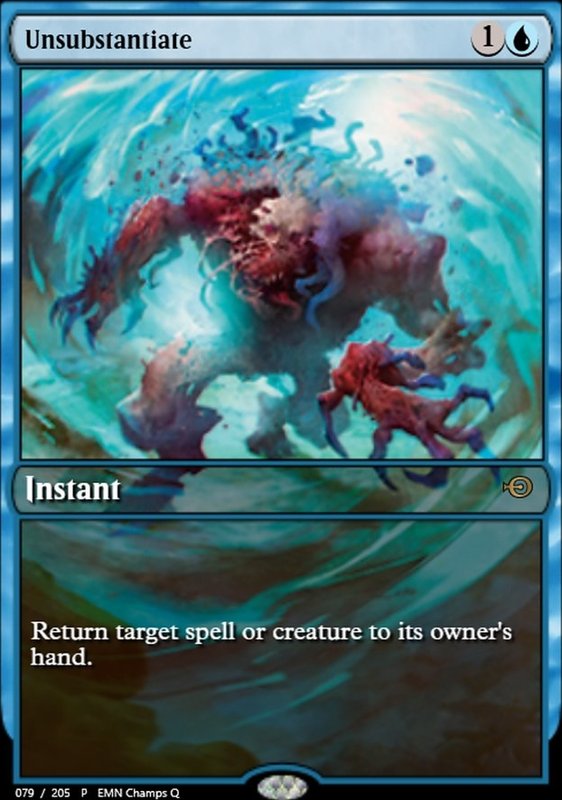 Unsubstantiate 1
Instant
Return target spell or creature to its owner's
hand.
079 / 205 P EMN Champs Q